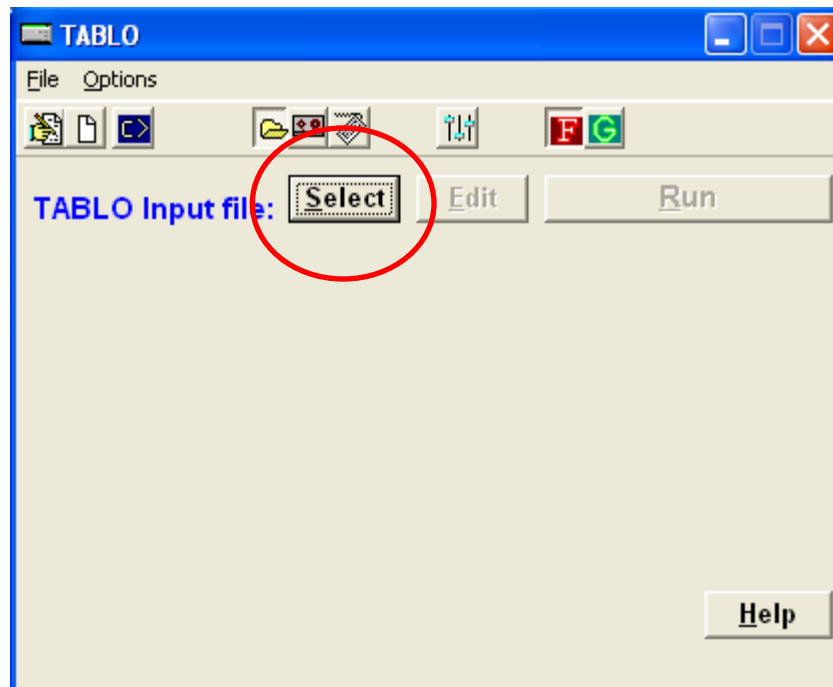 TABLO
File Options
C> F G
TABLO Input file: Select Edit Run
Help